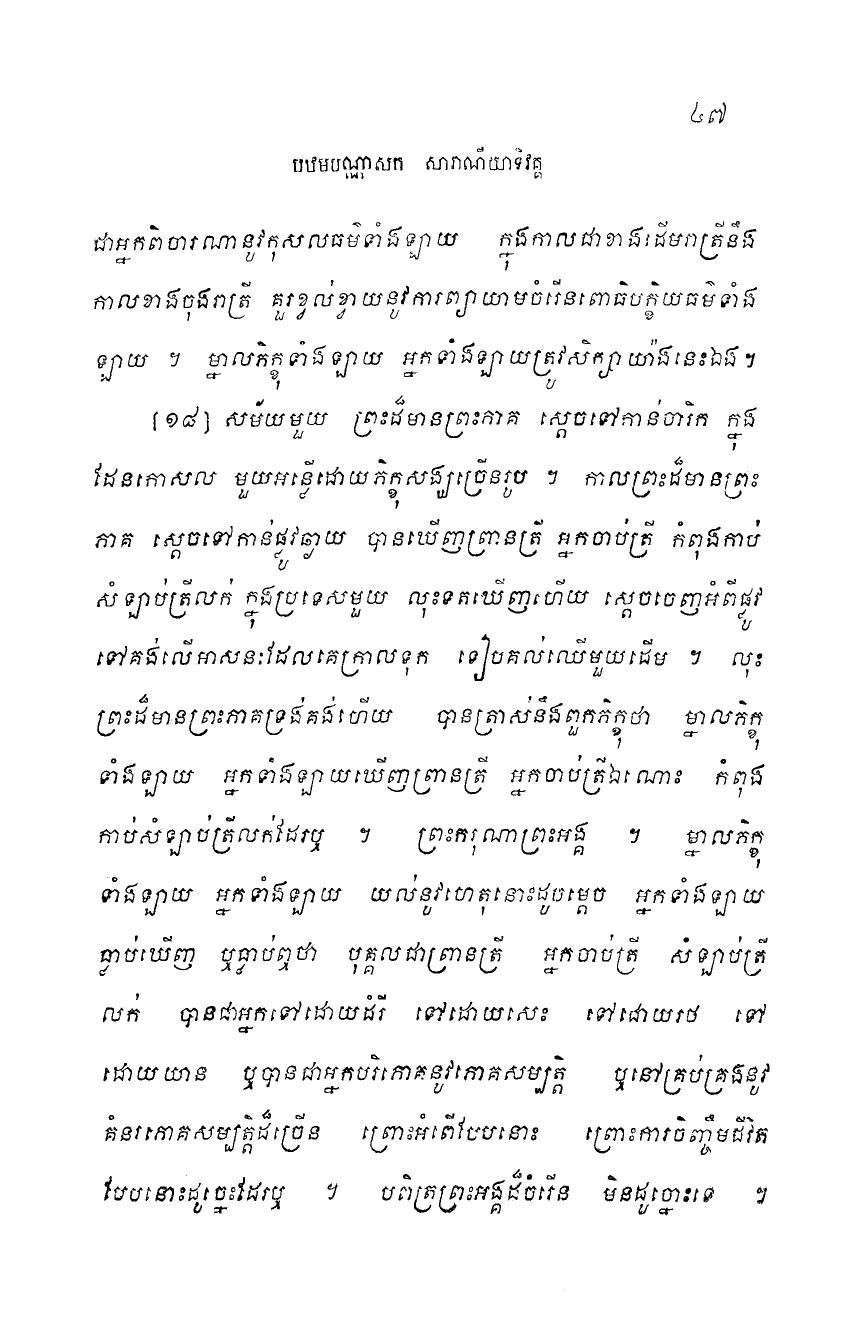 ៤៧
បឋមបណ្ណាសក សារាណីយាទិវគ្គ
ជាអ្នកពិចារណានូវកុសលធម៌ទាំងឡាយ ក្នុងកាលជាខាងដើមរាត្រីនឹង
កាលខាងចុងរាត្រី គួរខ្វល់ខ្វាយនូវការព្យាយាមចំរើនពោធិបក្ខិយធម៌ទាំង
ឡាយ ។ ម្នាលភិក្ខុទាំងឡាយ អ្នកទាំងឡាយត្រូវសិក្សាយ៉ាងនេះឯង។
[១៨] សម័យមួយ ព្រះដ៏មានព្រះភាគ ស្តេចទៅកាន់ចារិក ក្នុង
ដែនកោសល មួយអន្លើដោយភិក្ខុសង្ឃច្រើនរូប ។ កាលព្រះដ៏មានព្រះ
ភាគ ស្តេចទៅកាន់ផ្លូវឆ្ងាយ បានឃើញព្រានត្រី អ្នកចាប់ត្រី កំពុងកាប់
សំឡាប់ត្រីលក់ ក្នុងប្រទេសមួយ លុះទតឃើញហើយ ស្តេចចេញអំពីផ្លូវ
ទៅគង់លើអាសនៈដែលគេក្រាលទុក ទៀបគល់ឈើមួយដើម ។ លុះ
ព្រះដ៏មានព្រះភាគទ្រង់គង់ហើយ បានត្រាស់នឹងពួកភិក្ខុថា ម្នាលភិក្ខុ
ទាំងឡាយ អ្នកទាំងឡាយឃើញព្រានត្រី អ្នកចាប់ត្រីឯណោះ កំពុង
កាប់សំឡាប់ត្រីលក់ដែរឬ ។ ព្រះករុណាព្រះអង្គ ។ ម្នាលភិក្ខុ
ទាំងឡាយ អ្នកទាំងឡាយ យល់នូវហេតុនោះដូចម្តេច អ្នកទាំងឡាយ
ធ្លាប់ឃើញ ឬធ្លាប់ឮថា បុគ្គលជាព្រានត្រី អ្នកចាប់ត្រី សំឡាប់ត្រី
លក់ បានជាអ្នកទៅដោយដំរី ទៅដោយសេះ ទៅដោយរថ ទៅ
ដោយយាន ឬបានជាអ្នកបរិភោគនូវភោគសម្បត្តិ ឬនៅគ្រប់គ្រងនូវ
គំនរភោគសម្បត្តិដ៏ច្រើន ព្រោះអំពើបែបនោះ ព្រោះការចិញ្ចឹមជីវិត
បែបនោះដូច្នេះដែរឬ ។ បពិត្រព្រះអង្គដ៏ចំរើន មិនដូច្នោះទេ ។